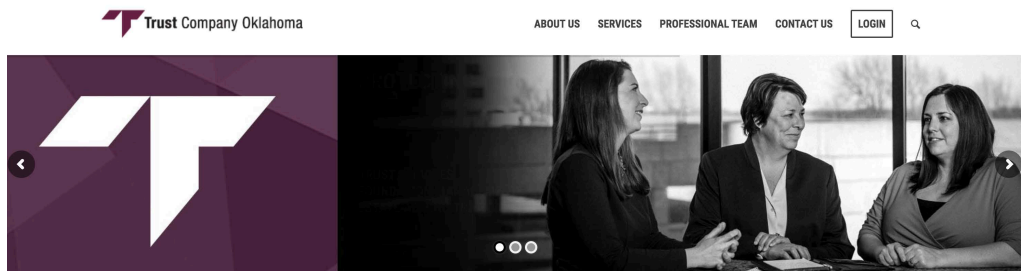 Trust Company Oklahoma
ABOUT US SERVICES PROFESSIONAL TEAM CONTACT US LOGIN